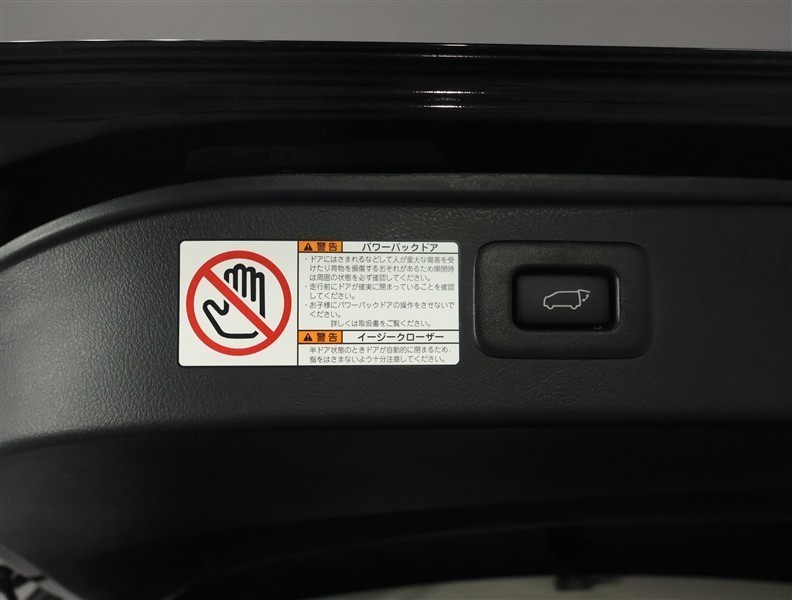 警告 パワーバックドア
・ドアにはさまれるなどして人が重大な傷害を受
けたり荷物を損傷するおそれがあるため開閉時
は周囲の状態を必ず確認してください。
・走行前にドアが確実に閉まっていることを確認
してください。
・お子様にパワーバックドアの操作をさせないで
ください。
詳しくは取扱書をご覧ください。
警告 イージークローザー
半ドア状態のときドアが自動的に閉まるため、
指をはさまないよう十分注意してください。